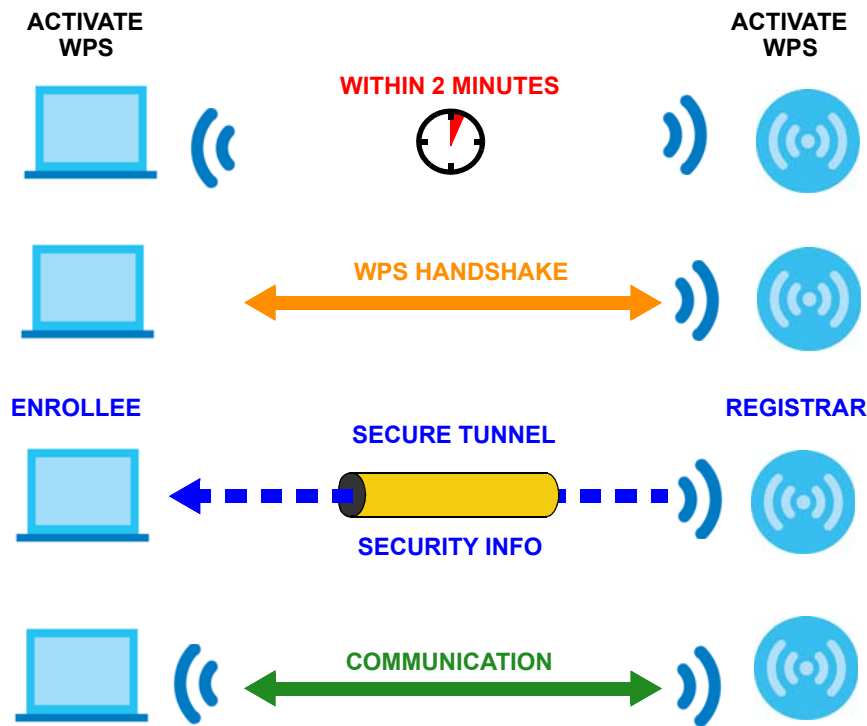 ACTIVATE
WPS
ACTIVATE
WPS
WITHIN 2 MINUTES
WPS HANDSHAKE
ENROLLEE
REGISTRAR
SECURE TUNNEL
SECURITY INFO
COMMUNICATION